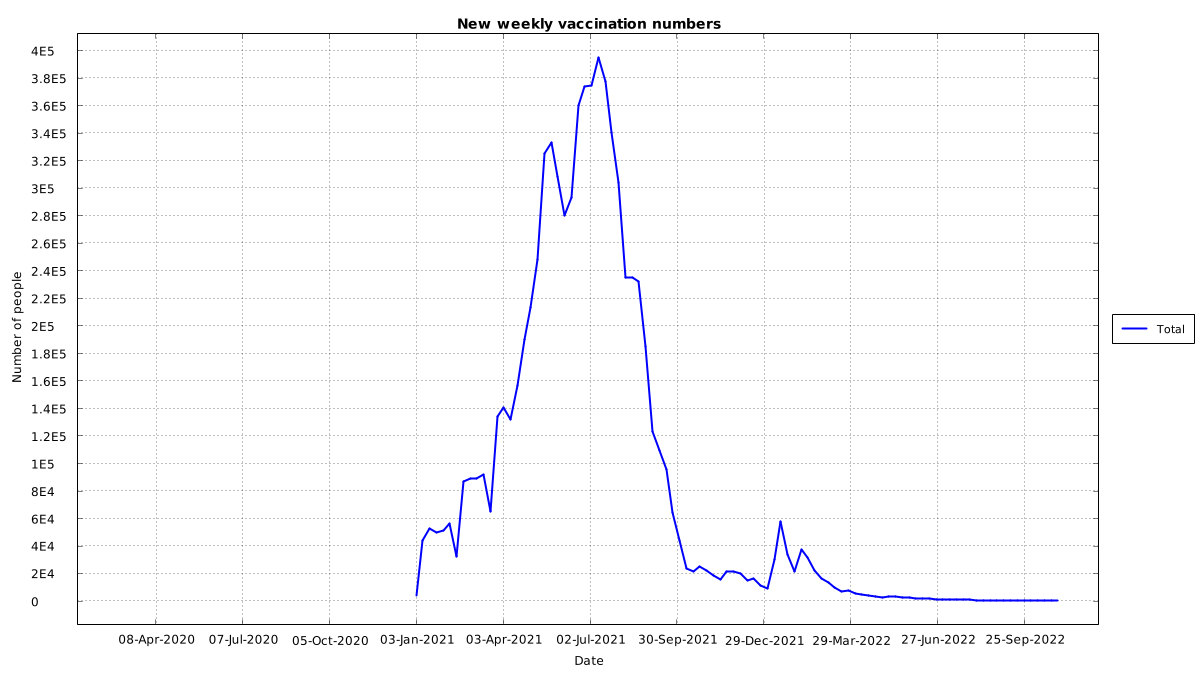 New weekly vaccination numbers
4E5
3.8E5
3.6E5
3.4E5
3.2E5
3E5
2.8E5
2.6E5
2.4E5
2.2E5
2E5
1.8E5
1.6E5
1.4E5
1.2E5
1E5
8E4
6E4
4E4
2E4
0
Number of people
Total
08-Apr-2020 07-Jul-2020 05-Oct-2020 03-Jan-2021 03-Apr-2021 02-Jul-2021 30-Sep-2021 29-Dec-2021 29-Mar-2022 27-Jun-2022 25-Sep-2022
Date